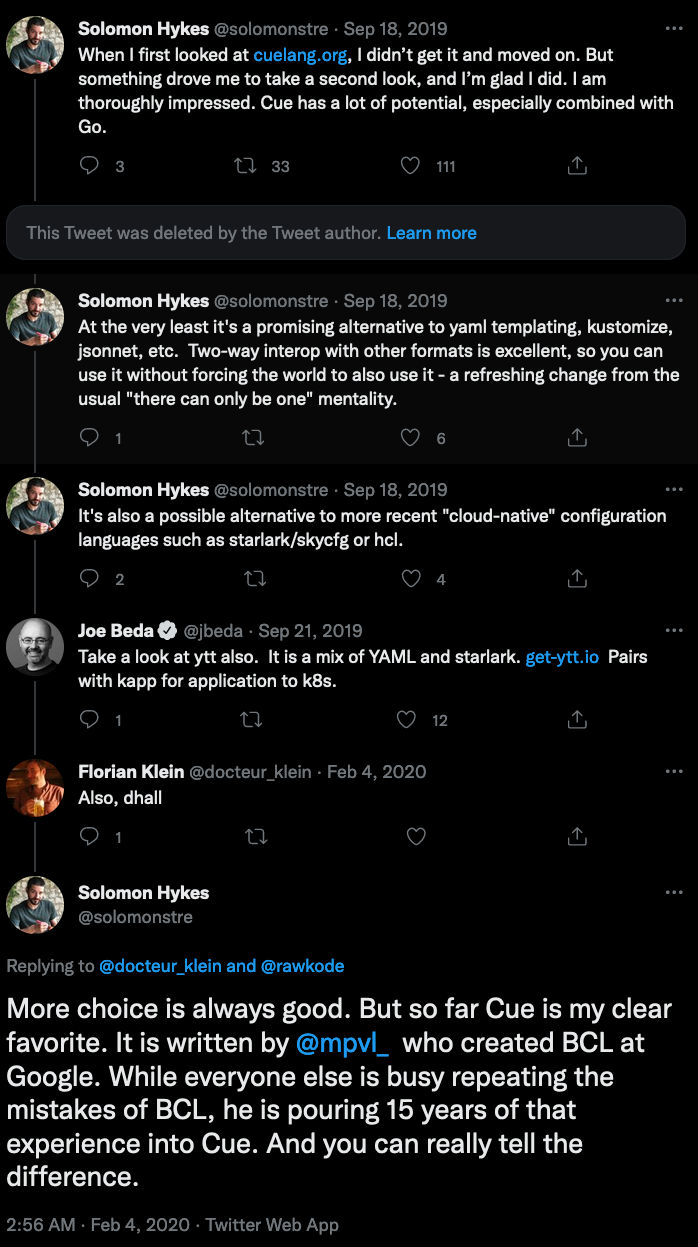 Solomon Hykes @solomonstre · Sep 18, 2019
When I first looked at cuelang.org, I didn’t get it and moved on. But
something drove me to take a second look, and I’m glad I did. I am
thoroughly impressed. Cue has a lot of potential, especially combined with
Go.
3 33 111
This Tweet was deleted by the Tweet author. Learn more
Solomon Hykes @solomonstre · Sep 18, 2019
At the very least it's a promising alternative to yaml templating, kustomize,
jsonnet, etc.  Two-way interop with other formats is excellent, so you can
use it without forcing the world to also use it - a refreshing change from the
usual "there can only be one" mentality.
1 6
Solomon Hykes @solomonstre · Sep 18, 2019
It's also a possible alternative to more recent "cloud-native" configuration
languages such as starlark/skycfg or hcl.
2 4
Joe Beda @jbeda · Sep 21, 2019
Take a look at ytt also.  It is a mix of YAML and starlark. get-ytt.io  Pairs
with kapp for application to k8s.
1 12
Florian Klein @docteur_klein · Feb 4, 2020
Also, dhall
1
Solomon Hykes
@solomonstre
Replying to @docteur_klein and @rawkode
More choice is always good. But so far Cue is my clear
favorite. It is written by @mpvl_  who created BCL at
Google. While everyone else is busy repeating the
mistakes of BCL, he is pouring 15 years of that
experience into Cue. And you can really tell the
difference.
2:56 AM · Feb 4, 2020 · Twitter Web App